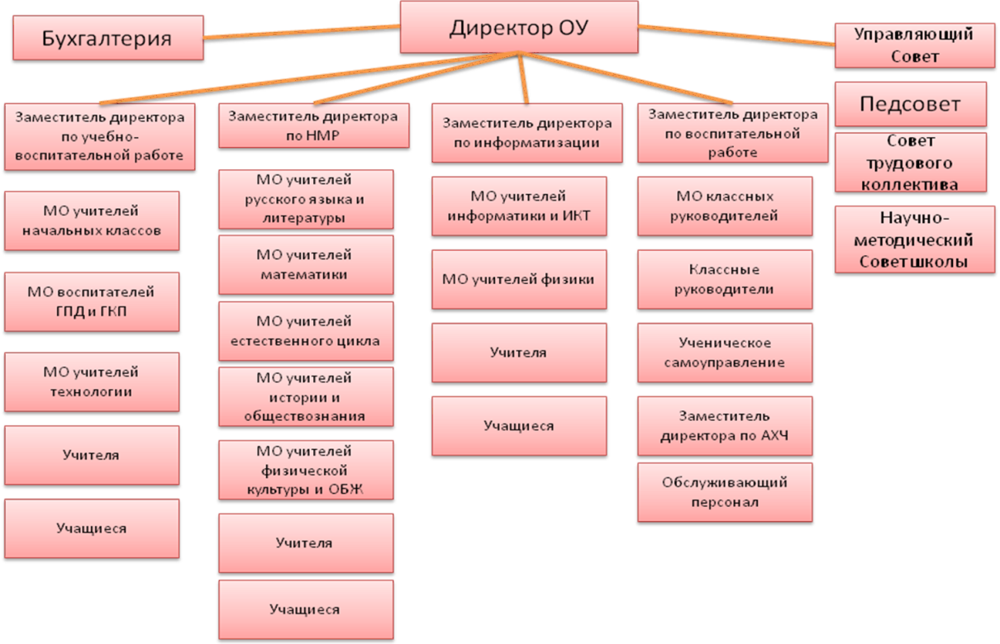 Бухгалтерия
Директор ОУ
Управляющий
Совет
Педсовет
Совет
трудового
коллектива
Научно-
методический
Совет школы
Заместитель директора
по учебно-
воспитательной работе
МО учителей
начальных классов
МО воспитателей
ГПД и ГКП
МО учителей
технологии
Учителя
Учащиеся
Заместитель директора
по НМР
МО учителей
русского языка и
литературы
МО учителей
математики
МО учителей
естественного цикла
МО учителей
истории и
обществознания
МО учителей
физической
культуры и ОБЖ
Учителя
Учащиеся
Заместитель директора
по информатизации
МО учителей
информатики и ИКТ
МО учителей физики
Учителя
Учащиеся
Заместитель директора
по воспитательной
работе
МО классных
руководителей
Классные
руководители
Ученическое
самоуправление
Заместитель
директора по АХЧ
Обслуживающий
персонал